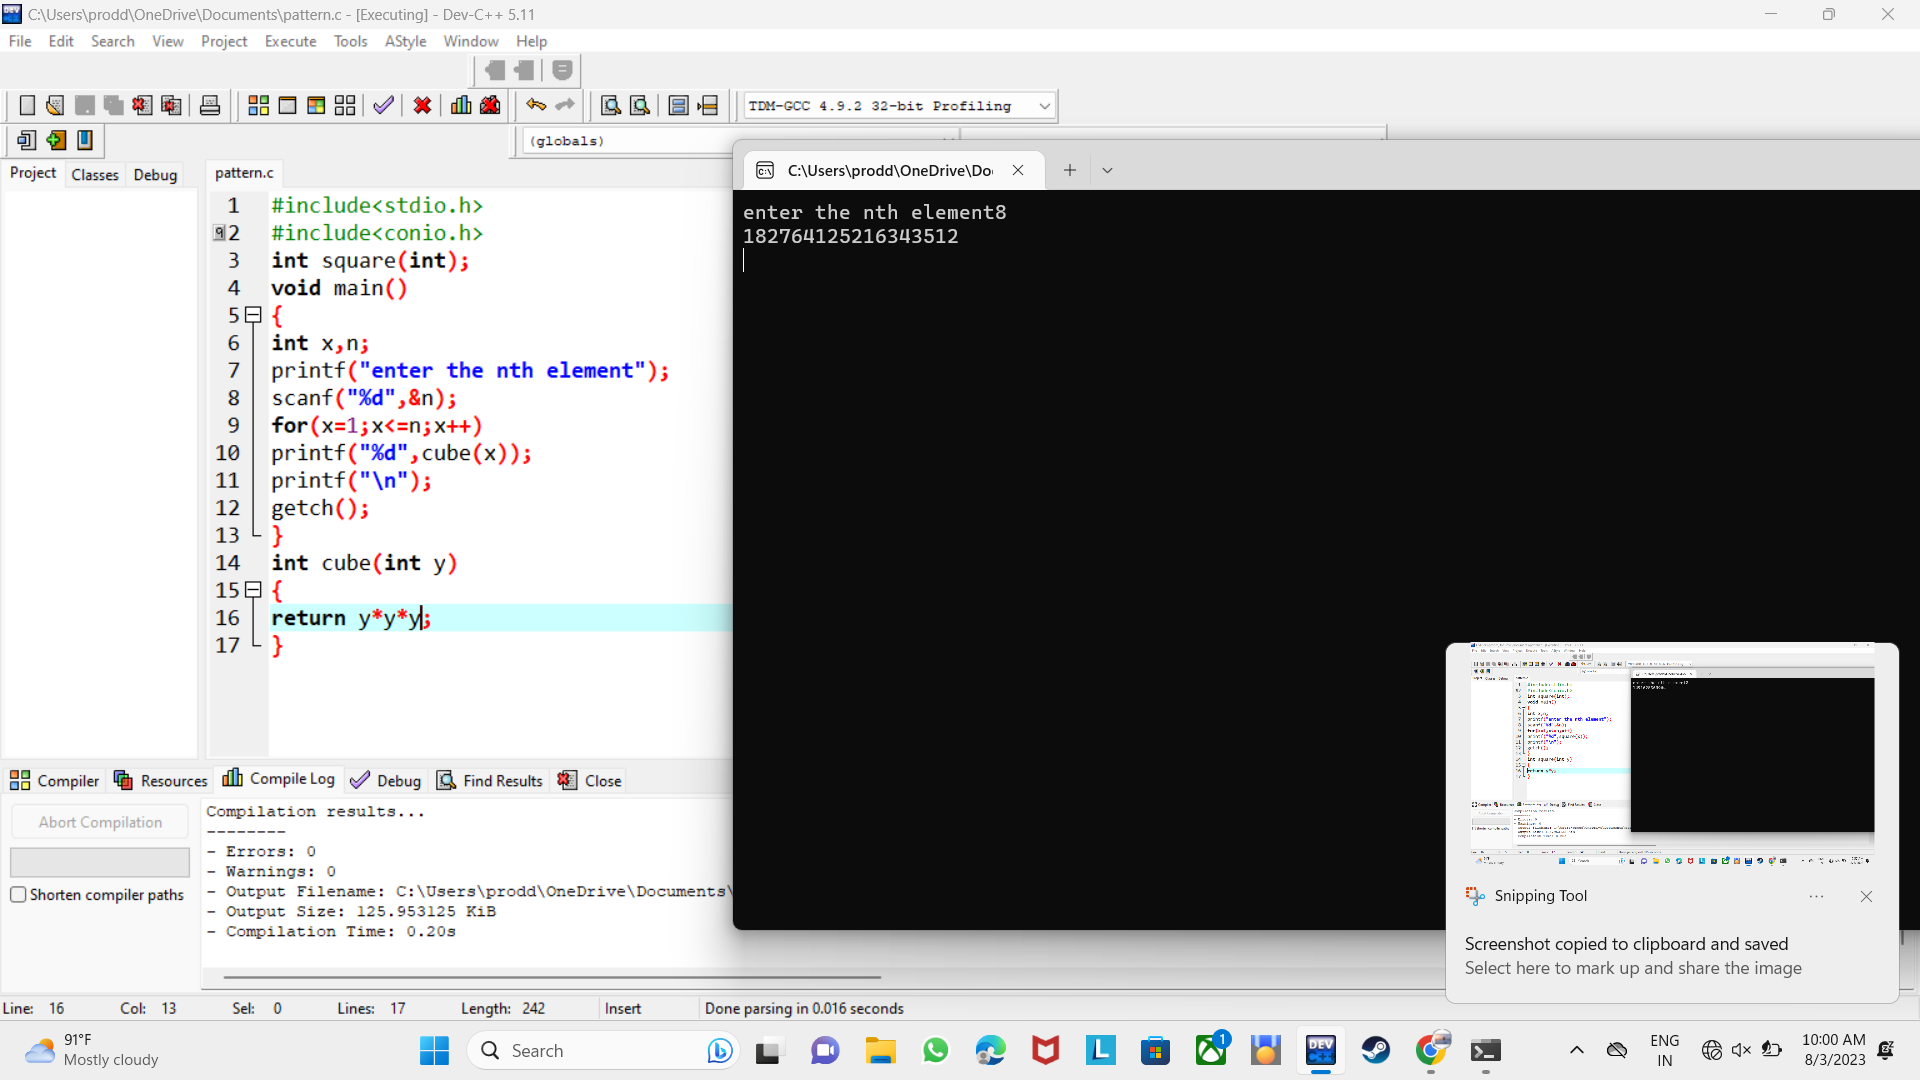 C:\Users\prodd\OneDrive\Documents\pattern.c - [Executing] - Dev-C++ 5.11
File Edit Search View Project Execute Tools AStyle Window Help
TDM-GCC 4.9.2 32-bit Profiling
(globals)
Project Classes Debug
pattern.c
1 #include<stdio.h>
2 #include<conio.h>
3 int square(int);
4 void main()
5 {
6 int x,n;
7 printf("enter the nth element");
8 scanf("%d",&n);
9 for(x=1;x<=n;x++)
10 printf("%d",cube(x));
11 printf("\n");
12 getch();
13 }
14 int cube(int y)
15 {
16 return y*y*y;
17 }
C:\Users\prodd\OneDrive\Do
enter the nth element8
182764125216343512
Compiler Resources Compile Log Debug Find Results Close
Abort Compilation
Shorten compiler paths
Compilation results...
--------
- Errors: 0
- Warnings: 0
- Output Filename: C:\Users\prodd\OneDrive\Documents\
- Output Size: 125.953125 KiB
- Compilation Time: 0.20s
Snipping Tool
Screenshot copied to clipboard and saved
Select here to mark up and share the image
Line: 16 Col: 13 Sel: 0 Lines: 17 Length: 242 Insert Done parsing in 0.016 seconds
91°F
Mostly cloudy
Search
1
DEV
ENG
IN
10:00 AM
8/3/2023